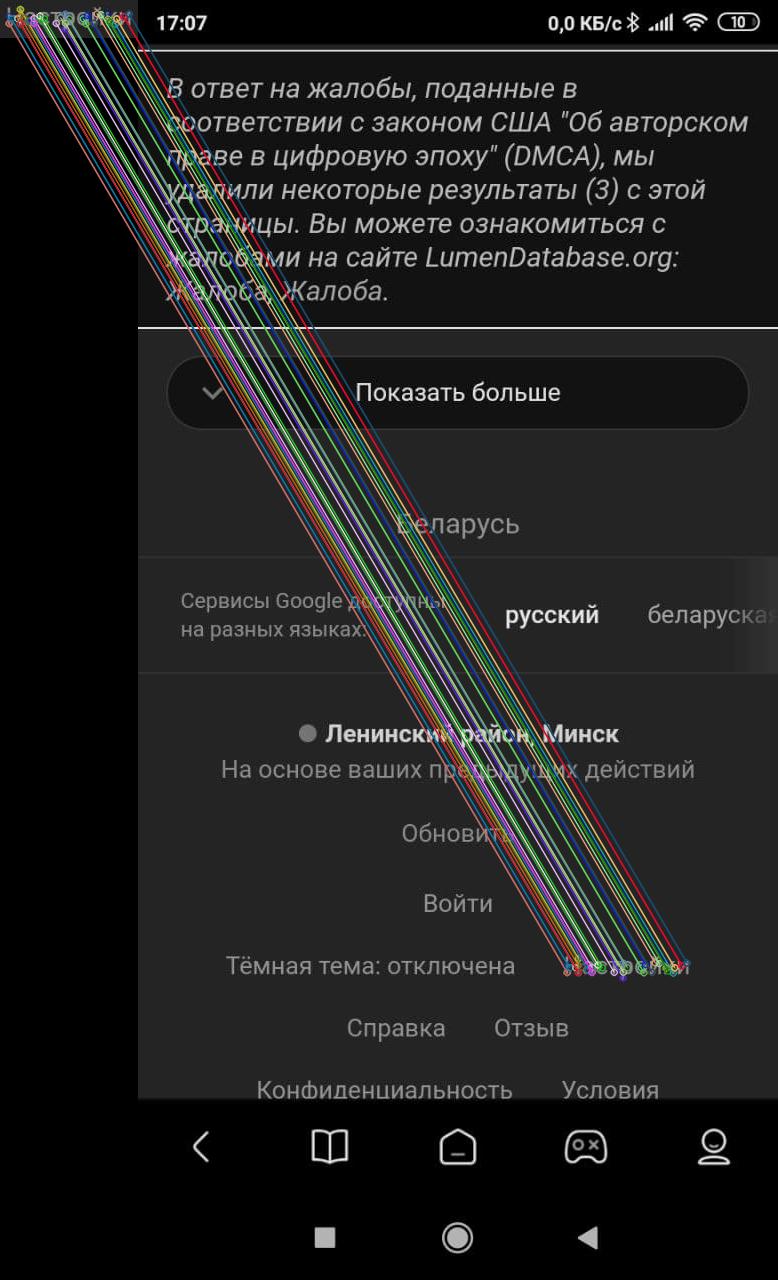 Настройки
17:07 0,0 КБ/с 10
В ответ на жалобы, поданные в
соответствии с законом США "Об авторском
праве в цифровую эпоху" (DMCA), мы
удалили некоторые результаты (3) с этой
страницы. Вы можете ознакомиться с
жалобами на сайте LumenDatabase.org:
Жалоба, Жалоба.
Показать больше
Беларусь
Сервисы Google доступны
на разных языках:
русский беларуская
Ленинский район, Минск
На основе ваших предыдущих действий
Обновить
Войти
Тёмная тема: отключена Настройки
Справка Отзыв
Конфиденциальность Условия